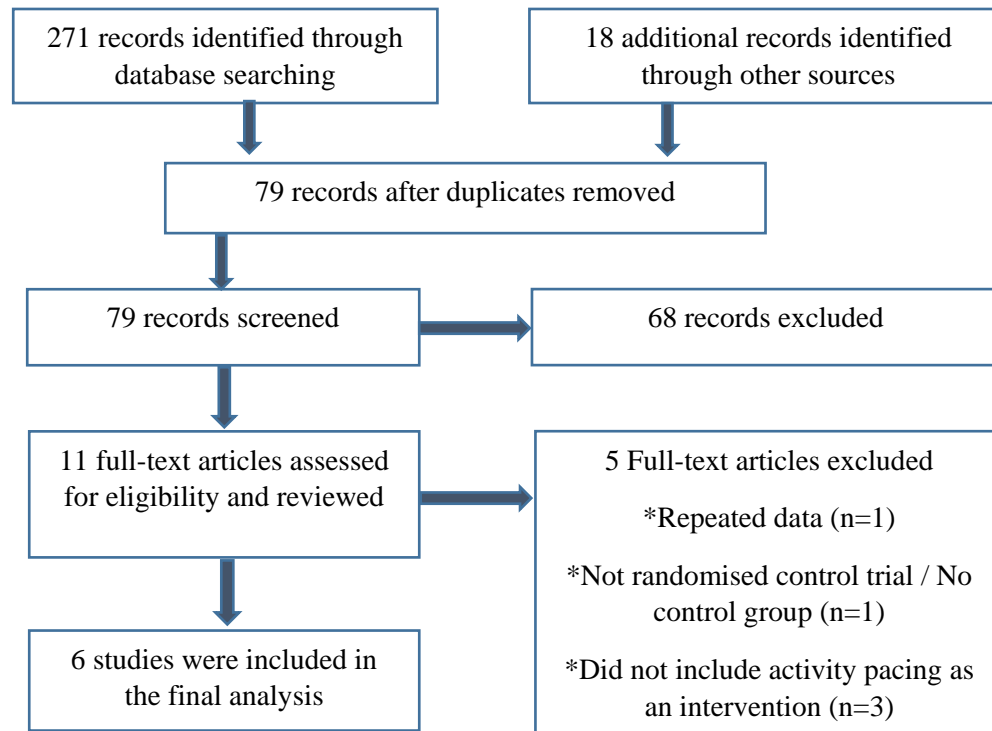 271 records identified through
database searching
18 additional records identified
through other sources
79 records after duplicates removed
79 records screened
68 records excluded
11 full-text articles assessed
for eligibility and reviewed
5 Full-text articles excluded
*Repeated data (n=1)
*Not randomised control trial / No
control group (n=1)
*Did not include activity pacing as
an intervention (n=3)
6 studies were included in
the final analysis